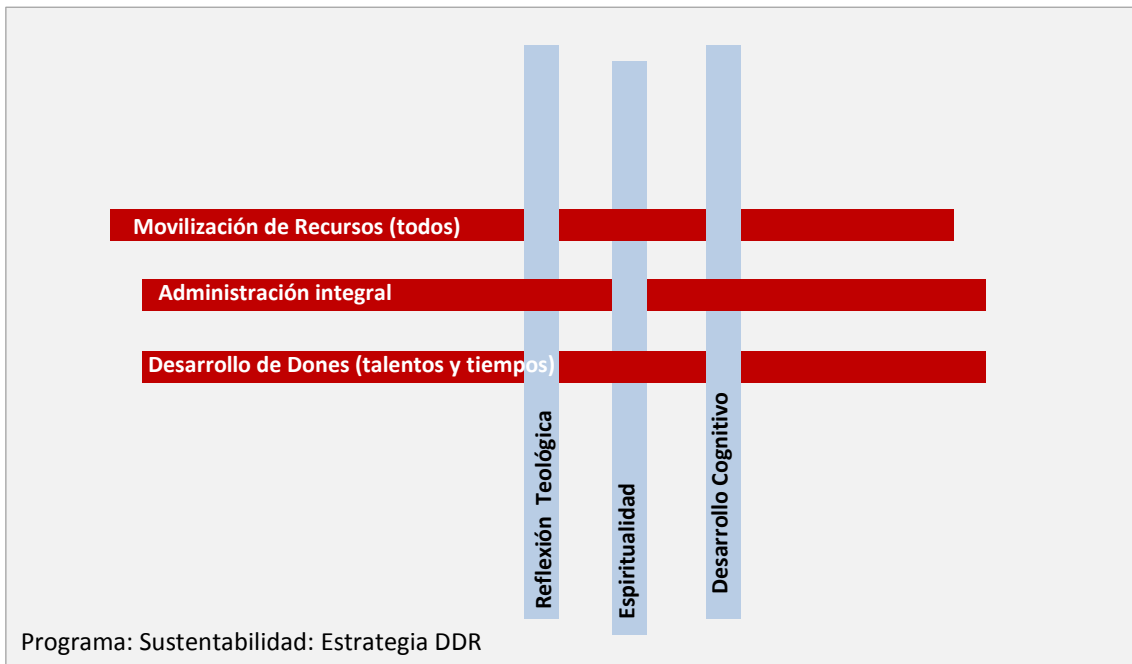 Movilización de Recursos (todos)
Administración integral
Desarrollo de Dones (talentos y tiempos)
Reflexión Teológica
Espiritualidad
Desarrollo Cognitivo
Programa: Sustentabilidad: Estrategia DDR